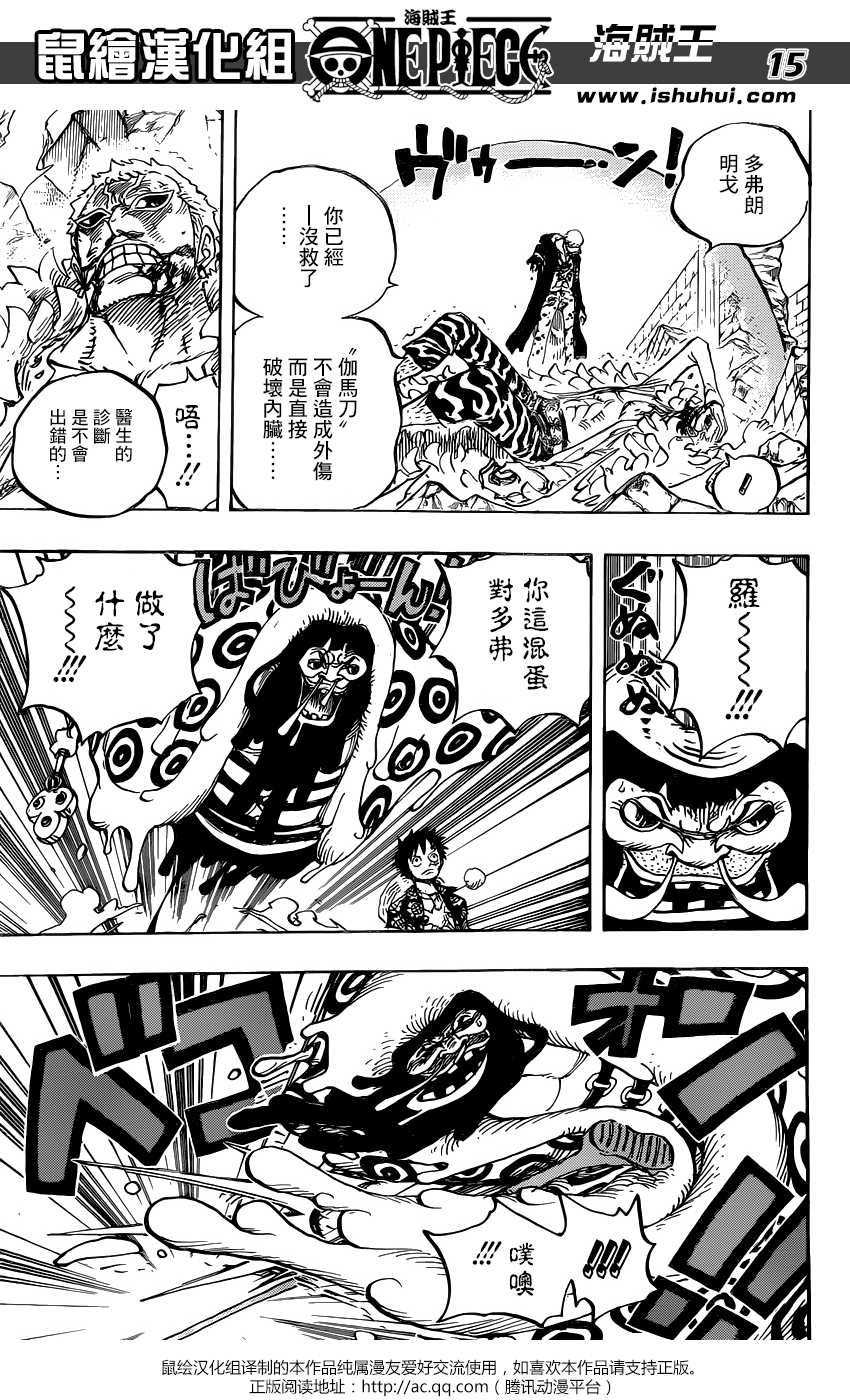 鼠繪漢化組
海賊王
ONE PIECE
海賊王
15
www.ishuhui.com
多弗朗
明戈
ヴゥーーン!
你已經
—沒救了
……
〝伽馬刀〞
不會造成外傷
而是直接
破壞內臟……
唔…!!
醫生的
診斷
是不會
出錯的…
羅
~~~~!!!
ぐぬぬぬ
你這混蛋
對多弗
ばびょーーん!
做了
什麼
~~~!!!
ドゴォン!!
噗
噢
!!!
!!!
鼠绘汉化组译制的本作品纯属漫友爱好交流使用，如喜欢本作品请支持正版。
正版阅读地址：http://ac.qq.com（腾讯动漫平台）